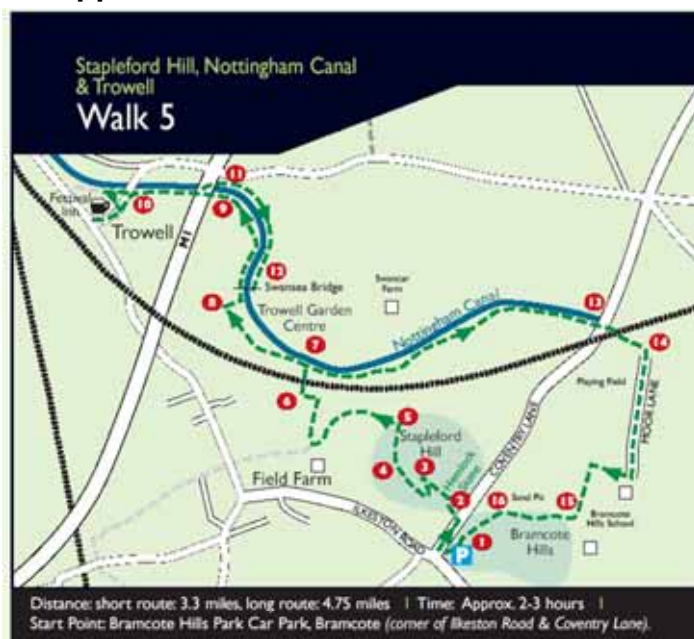 Stapleford Hill, Nottingham Canal
& Trowell
Walk 5
11
Festival
Inn
10
9
Trowell
M1
12
Swansea Bridge
8
Trowell Garden
Centre
Swancar
Farm
Nottingham Canal
13
7
14
Playing Field
MOOR LANE
6
5
Stapleford
Hill
COVENTRY LANE
4
3
Hemlock
Stone
Field Farm
2
16
Sand Pit
15
ILKESTON ROAD
Bramcote
Hills School
1
P
Bramcote
Hills
Distance: short route: 3.3 miles, long route: 4.75 miles | Time: Approx. 2-3 hours |
Start Point: Bramcote Hills Park Car Park, Bramcote (corner of Ilkeston Road & Coventry Lane).